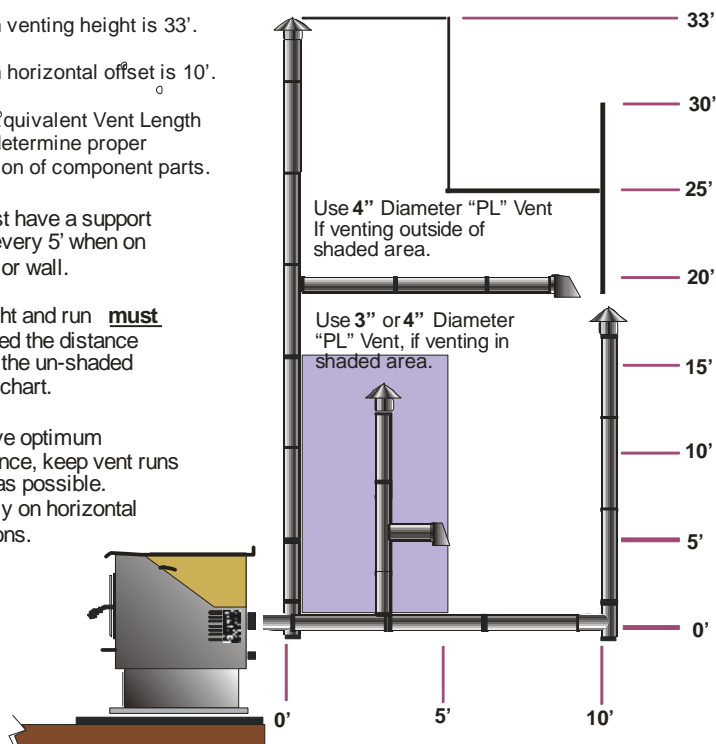 venting height is 33’.
horizontal offset is 10’.
quivalent Vent Length
determine proper
ion of component parts.
st have a support
every 5’ when on
or wall.
ht and run must
ed the distance
the un-shaded
chart.
ve optimum
nce, keep vent runs
as possible.
y on horizontal
ons.
Use 4” Diameter “PL” Vent
If venting outside of
shaded area.
Use 3” or 4” Diameter
“PL” Vent, if venting in
shaded area.
33’
30’
25’
20’
15’
10’
5’
0’
0’
5’
10’